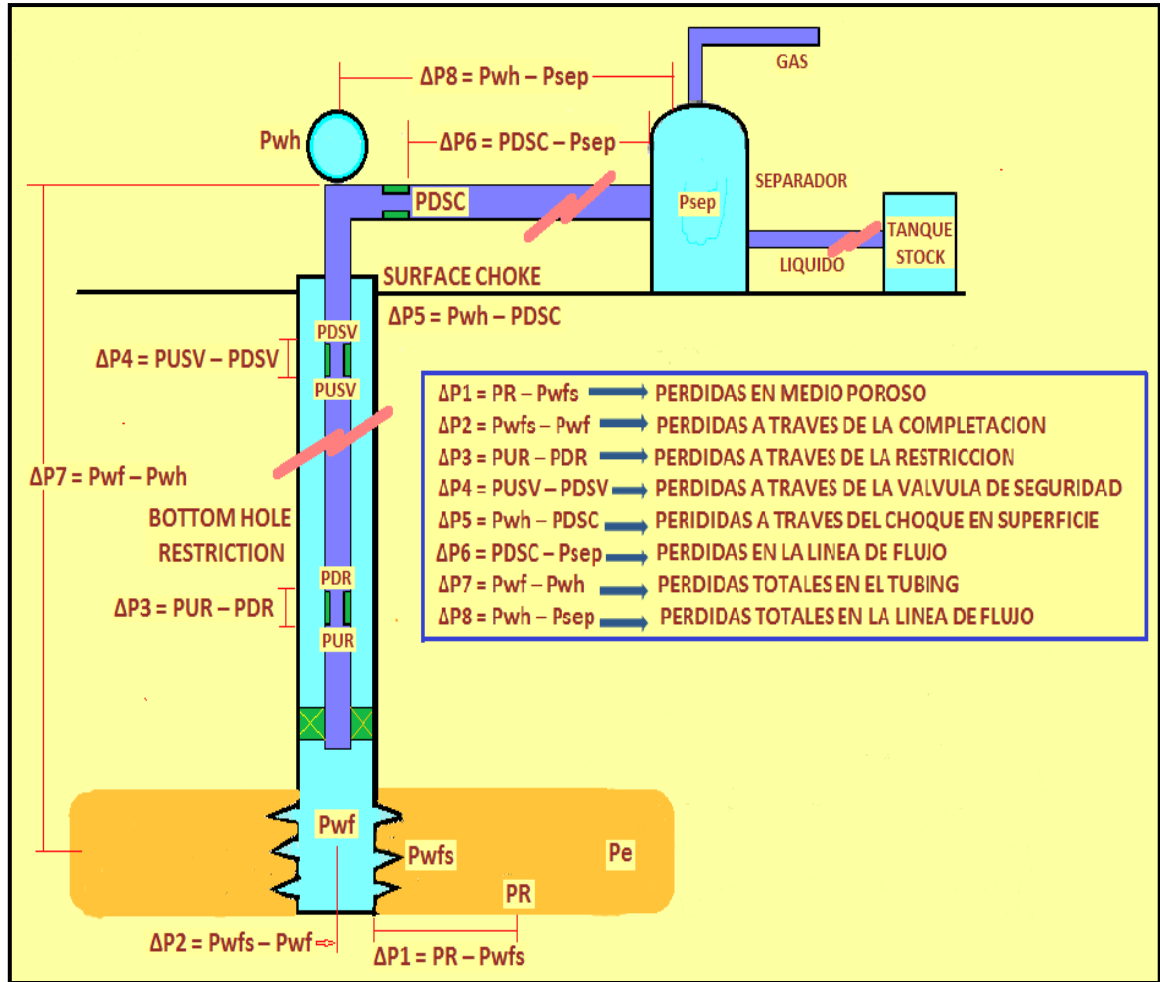 GAS
ΔP8 = Pwh – Psep
Pwh
ΔP6 = PDSC – Psep
PDSC
SEPARADOR
Psep
TANQUE
STOCK
LIQUIDO
SURFACE CHOKE
ΔP5 = Pwh – PDSC
PDSV
ΔP4 = PUSV – PDSV
PUSV
ΔP1 = PR – Pwfs PERDIDAS EN MEDIO POROSO
ΔP2 = Pwfs – Pwf PERDIDAS A TRAVES DE LA COMPLETACION
ΔP3 = PUR – PDR PERDIDAS A TRAVES DE LA RESTRICCION
ΔP4 = PUSV – PDSV PERDIDAS A TRAVES DE LA VALVULA DE SEGURIDAD
ΔP5 = Pwh – PDSC PERIDIDAS A TRAVES DEL CHOQUE EN SUPERFICIE
ΔP6 = PDSC – Psep PERDIDAS EN LA LINEA DE FLUJO
ΔP7 = Pwf – Pwh PERDIDAS TOTALES EN EL TUBING
ΔP8 = Pwh – Psep PERDIDAS TOTALES EN LA LINEA DE FLUJO
ΔP7 = Pwf – Pwh
BOTTOM HOLE
RESTRICTION
PDR
ΔP3 = PUR – PDR
PUR
Pwf
Pwfs
Pe
PR
ΔP2 = Pwfs – Pwf
ΔP1 = PR – Pwfs